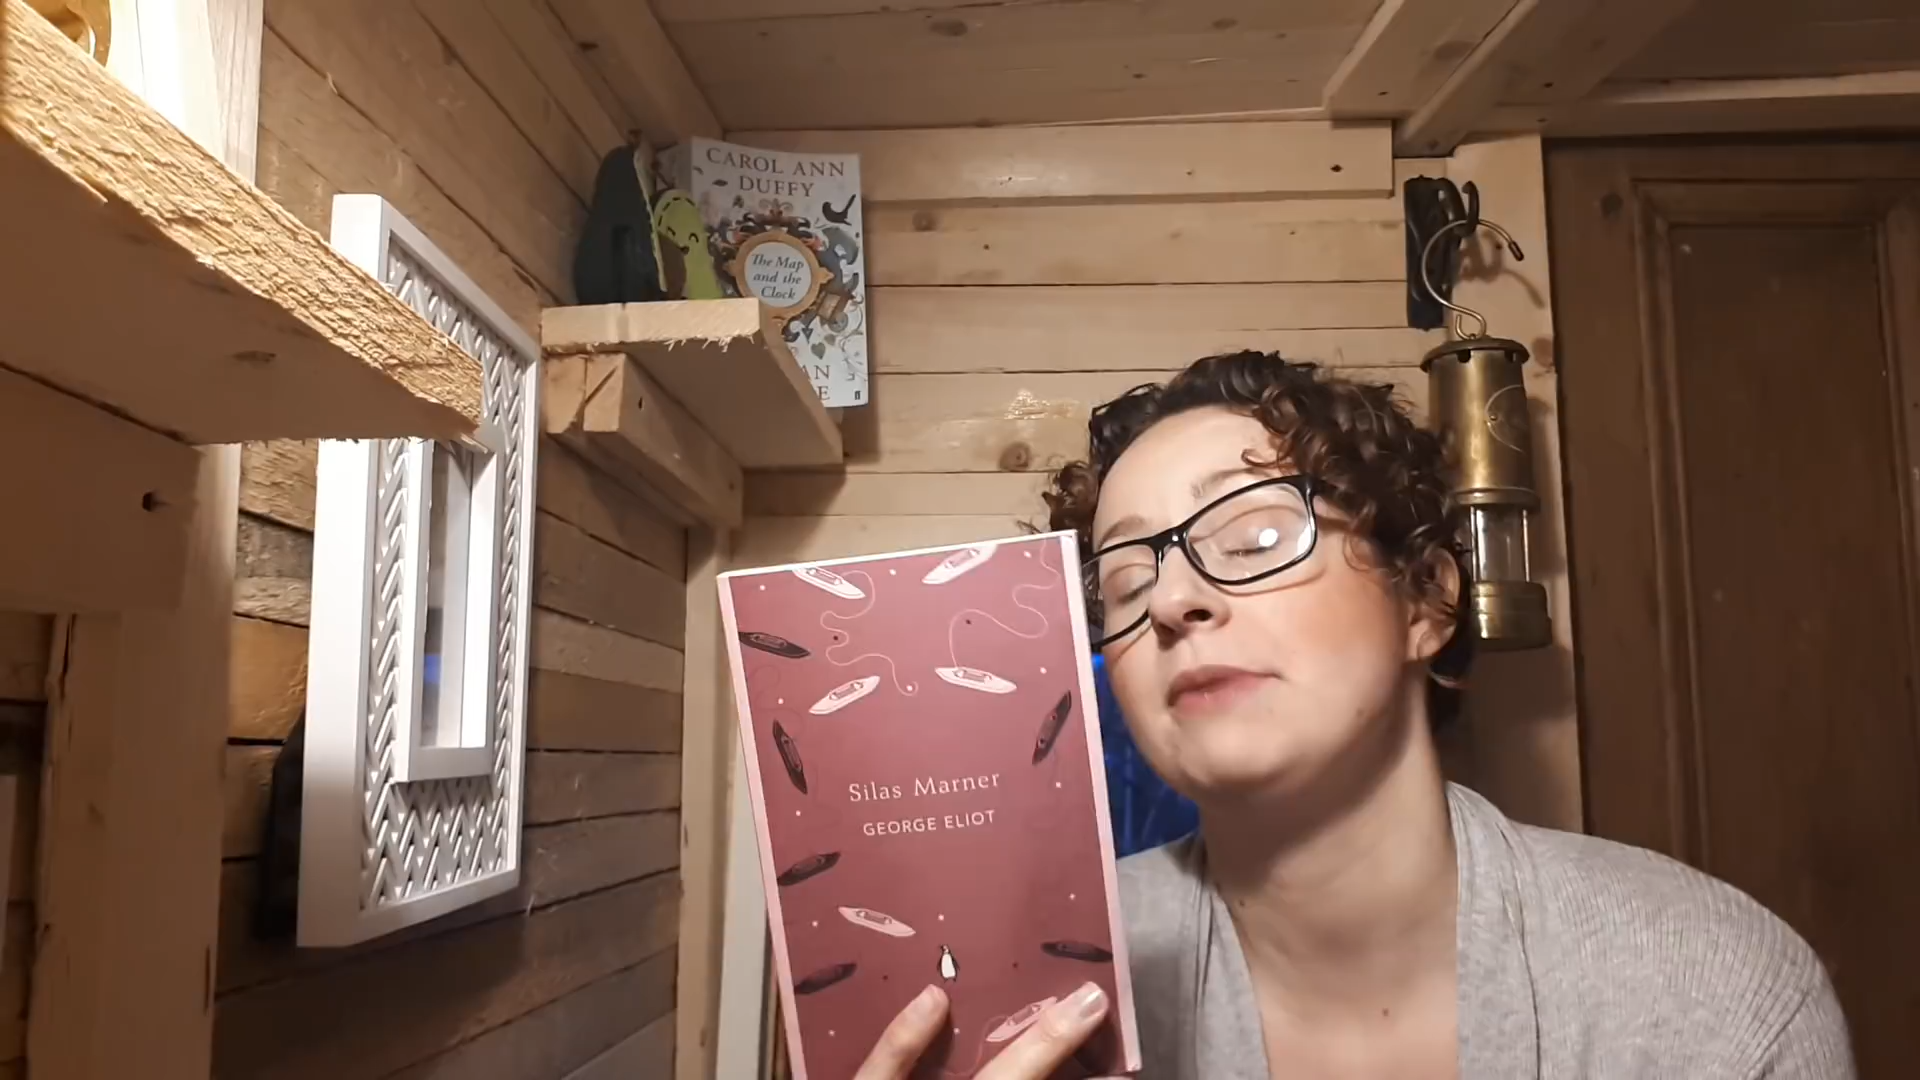 CAROL ANN
DUFFY
The Map
and the
Clock
Silas Marner
GEORGE ELIOT